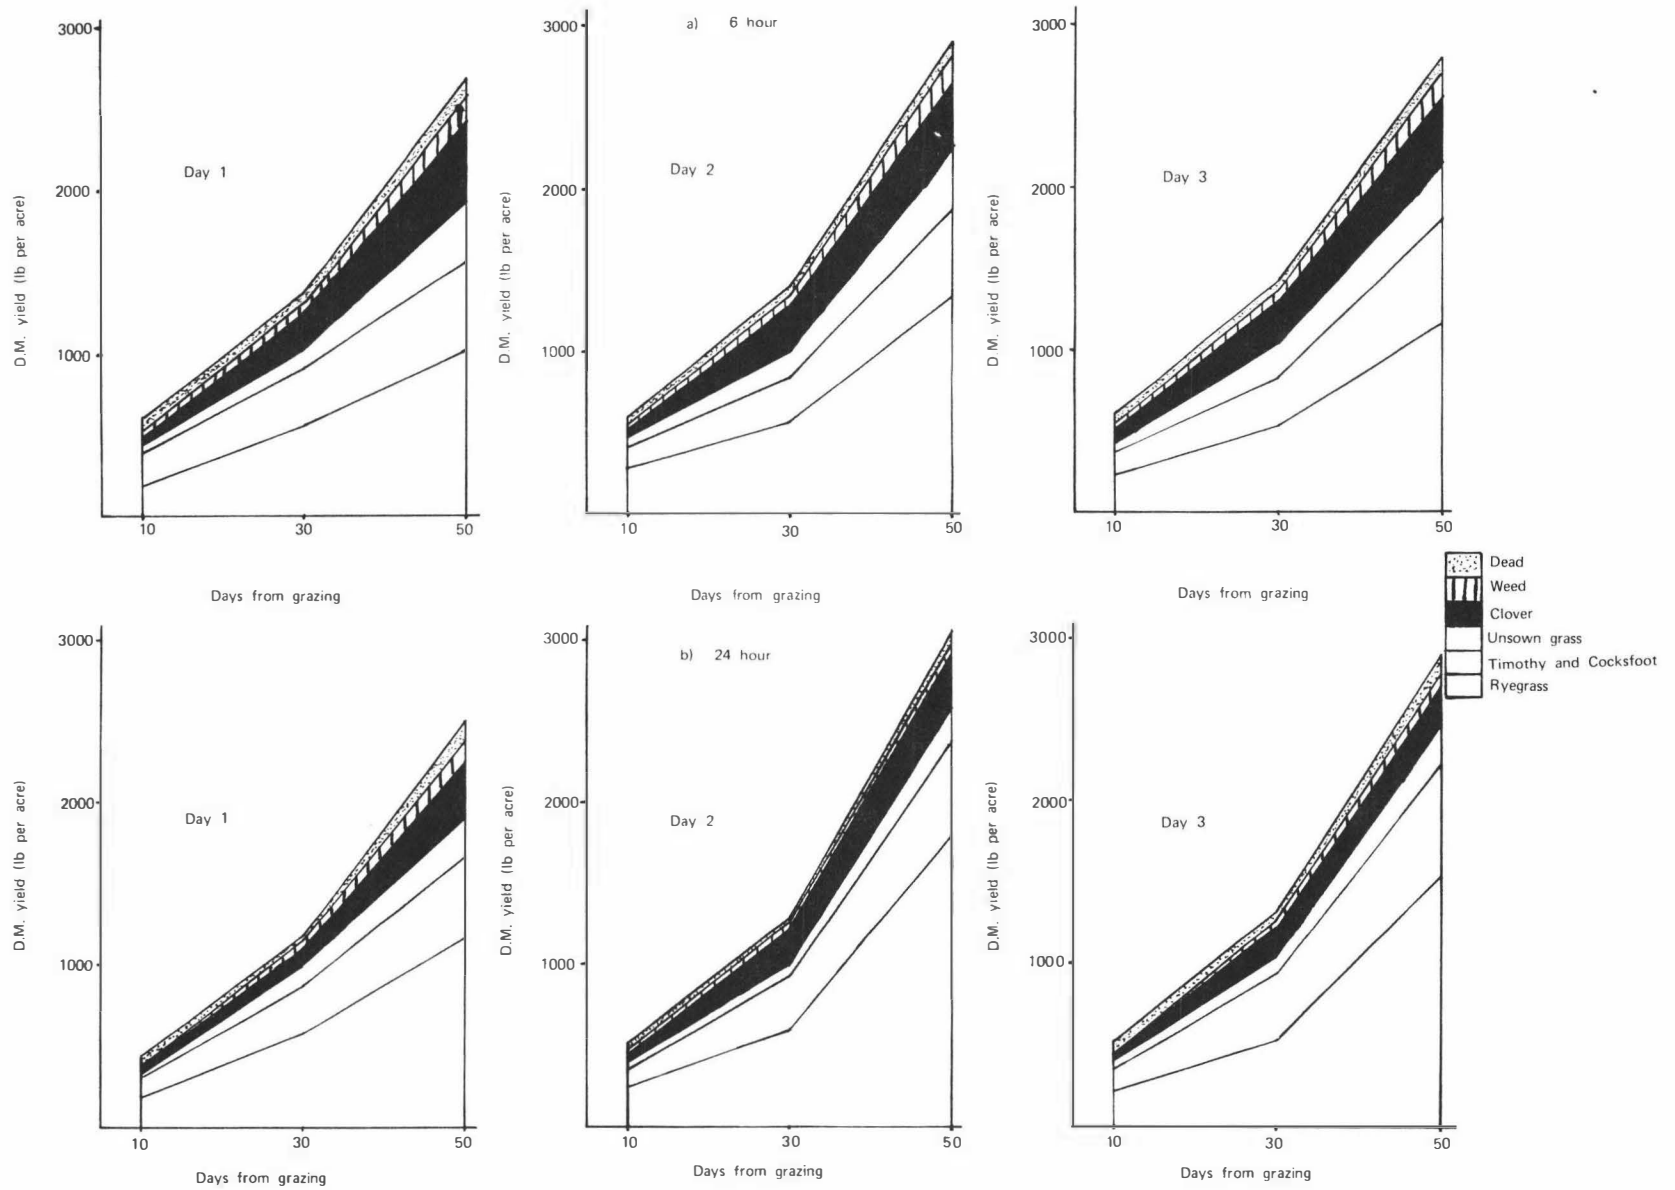 a) 6 hour
3000
2000
1000
D.M. yield (lb per acre)
Day 1
10 30 50
Days from grazing
3000
2000
1000
D.M. yield (lb per acre)
Day 2
10 30 50
Days from grazing
3000
2000
1000
D.M. yield (lb per acre)
Day 3
10 30 50
Days from grazing
Dead
Weed
Clover
Unsown grass
Timothy and Cocksfoot
Ryegrass
b) 24 hour
3000
2000
1000
D.M. yield (lb per acre)
Day 1
10 30 50
Days from grazing
3000
2000
1000
D.M. yield (lb per acre)
Day 2
10 30 50
Days from grazing
3000
2000
1000
D.M. yield (lb per acre)
Day 3
10 30 50
Days from grazing